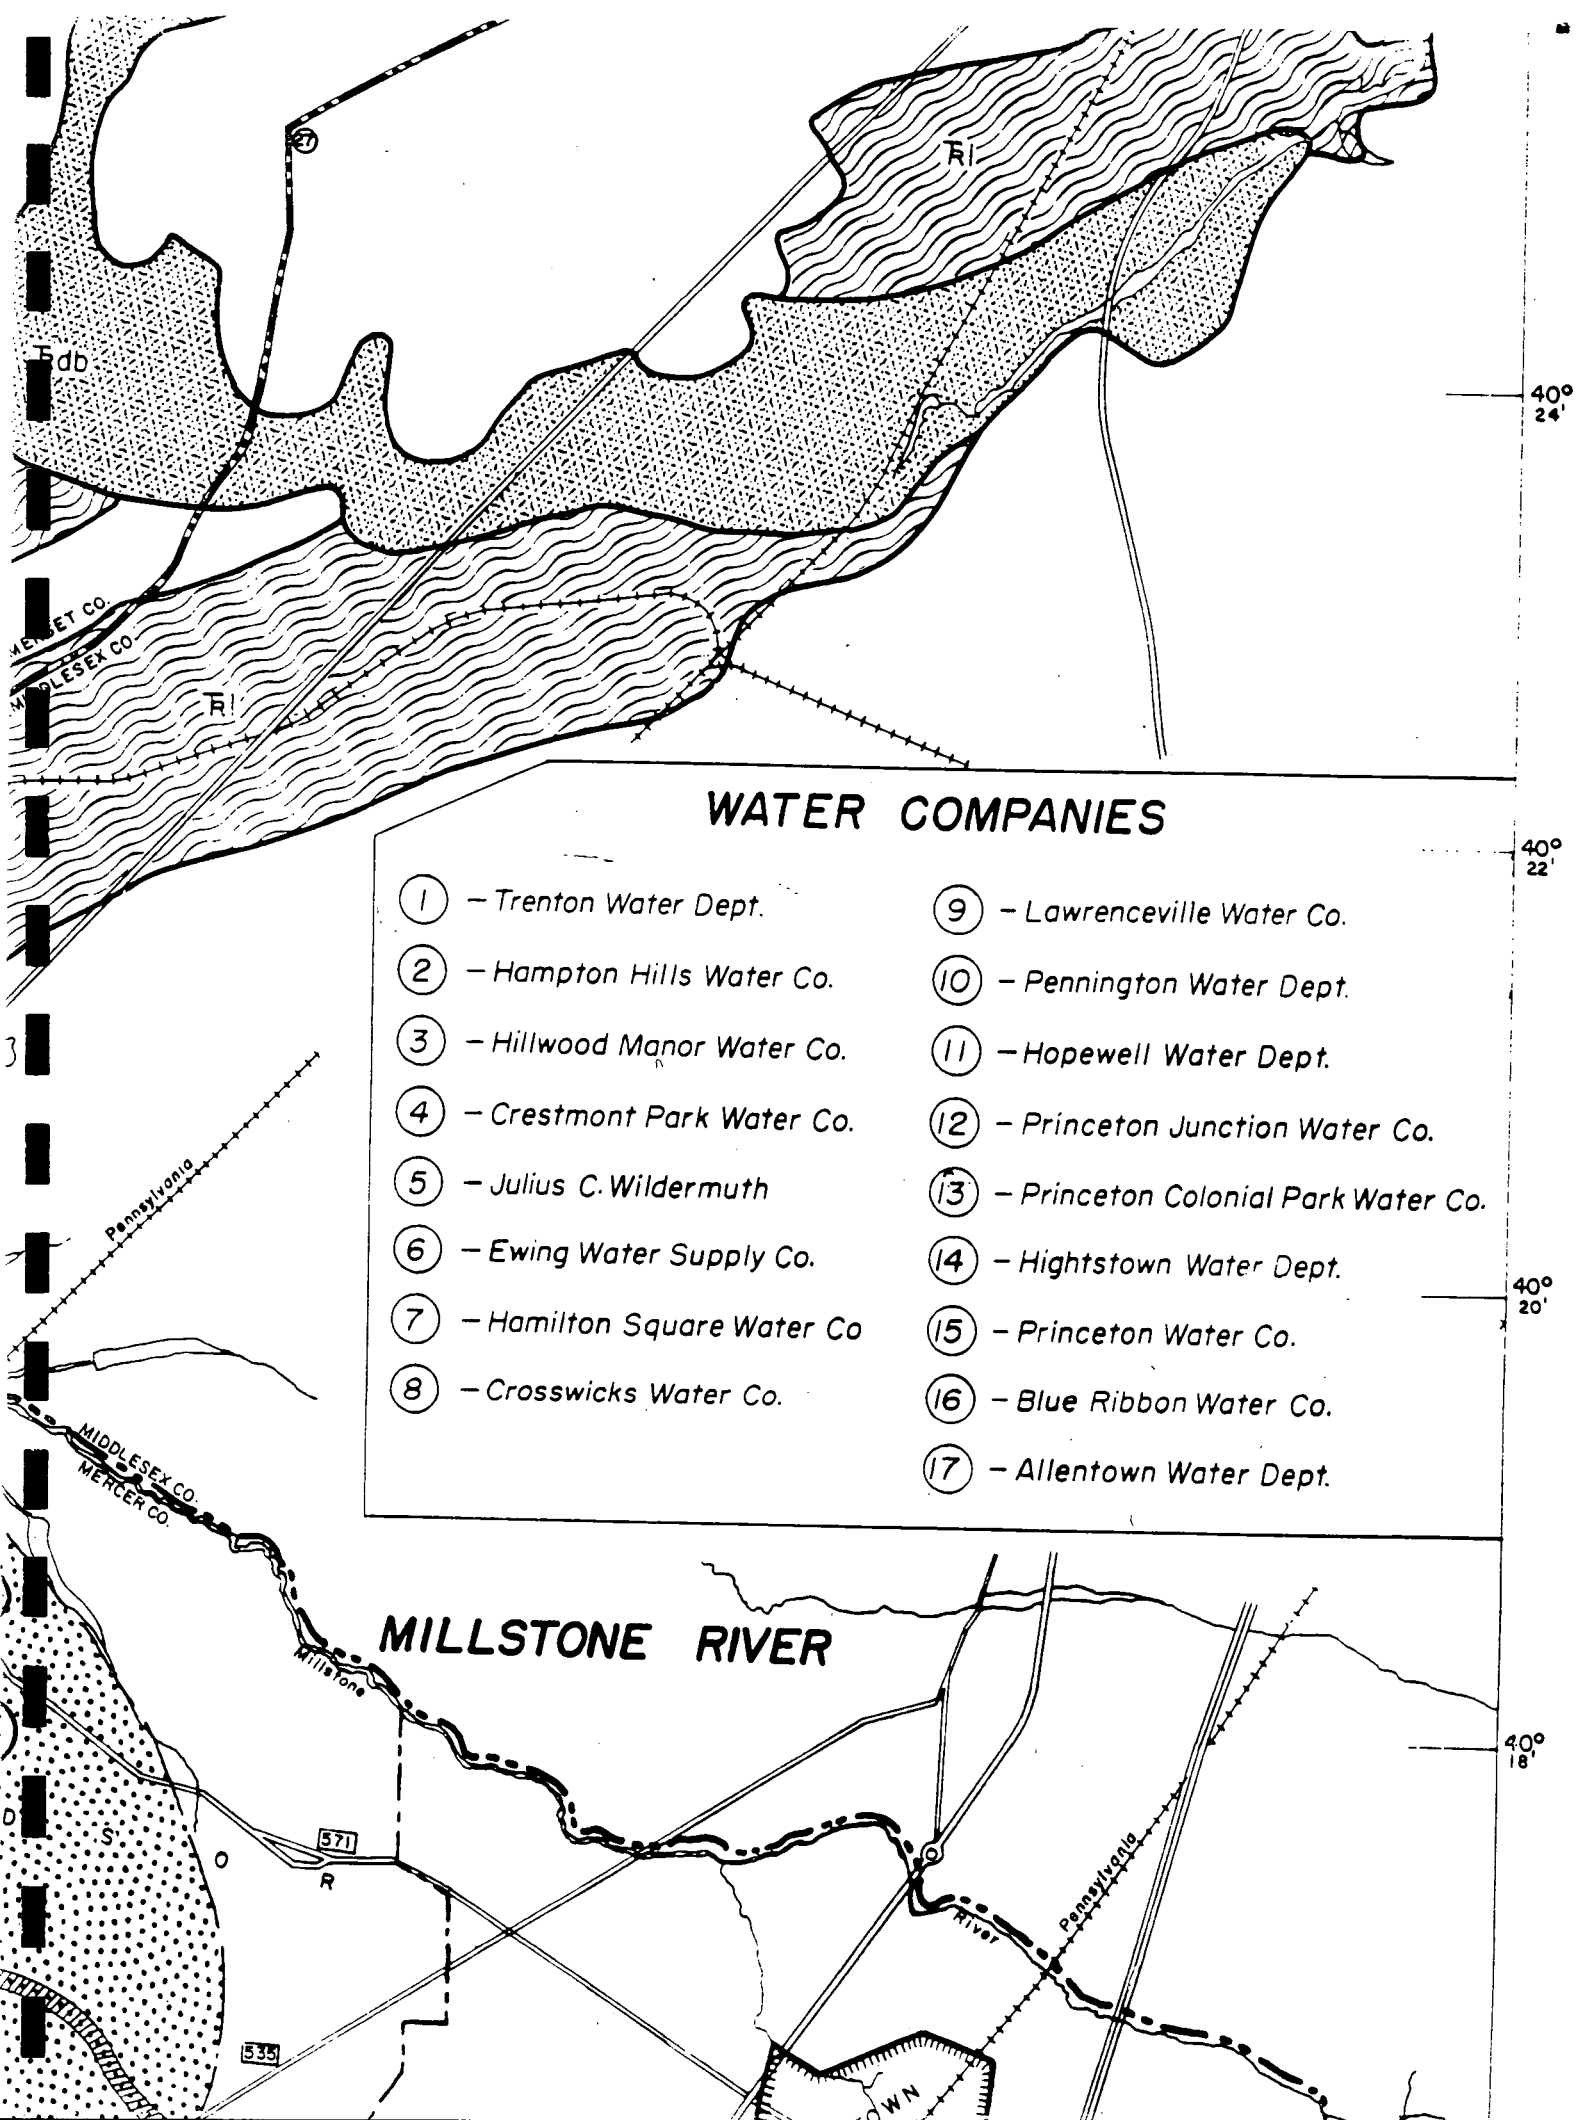 27
TRl
TRdb
40°
24'
SOMERSET CO.
MIDDLESEX CO.
TRl
WATER COMPANIES
40°
22'
1 – Trenton Water Dept.
2 – Hampton Hills Water Co.
3 – Hillwood Manor Water Co.
4 – Crestmont Park Water Co.
5 – Julius C. Wildermuth
6 – Ewing Water Supply Co.
7 – Hamilton Square Water Co
8 – Crosswicks Water Co.
9 – Lawrenceville Water Co.
10 – Pennington Water Dept.
11 – Hopewell Water Dept.
12 – Princeton Junction Water Co.
13 – Princeton Colonial Park Water Co.
14 – Hightstown Water Dept.
15 – Princeton Water Co.
16 – Blue Ribbon Water Co.
17 – Allentown Water Dept.
Pennsylvania
40°
20'
MIDDLESEX CO.
MERCER CO.
MILLSTONE RIVER
Millstone
40°
18'
D
S
O
571
R
Pennsylvania
River
535
OWN